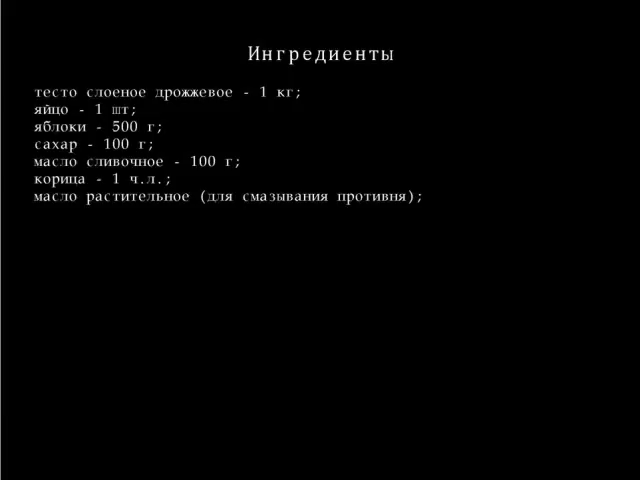 Ингредиенты
тесто слоеное дрожжевое - 1 кг;
яйцо - 1 шт;
яблоки - 500 г;
сахар - 100 г;
масло сливочное - 100 г;
корица - 1 ч.л.;
масло растительное (для смазывания противня);